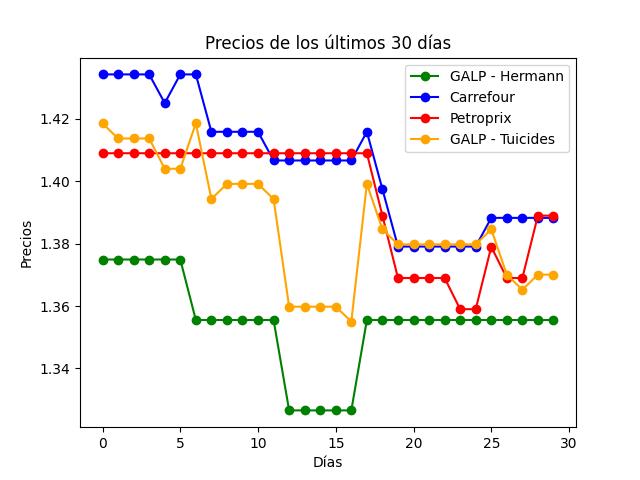 Precios de los últimos 30 días
GALP - Hermann
Carrefour
Petroprix
GALP - Tuicides
Precios
1.42
1.40
1.38
1.36
1.34
0 5 10 15 20 25 30
Días